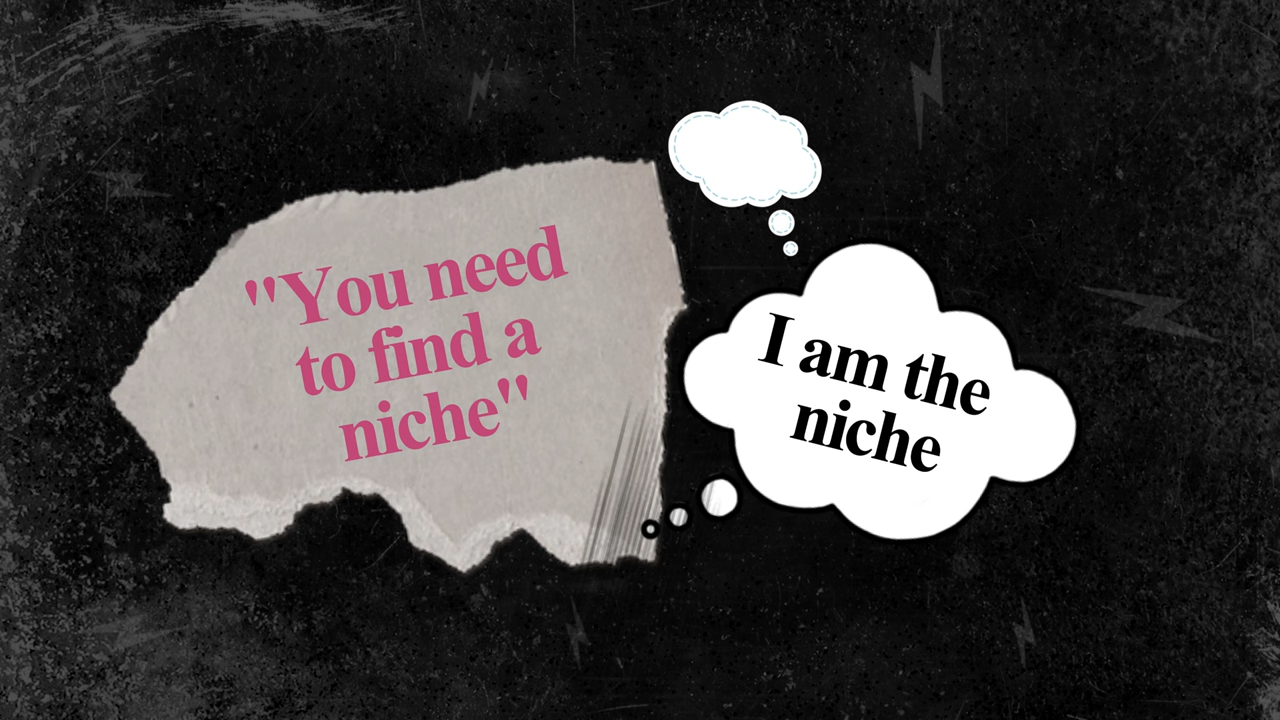 "You need
to find a
niche"
I am the
niche